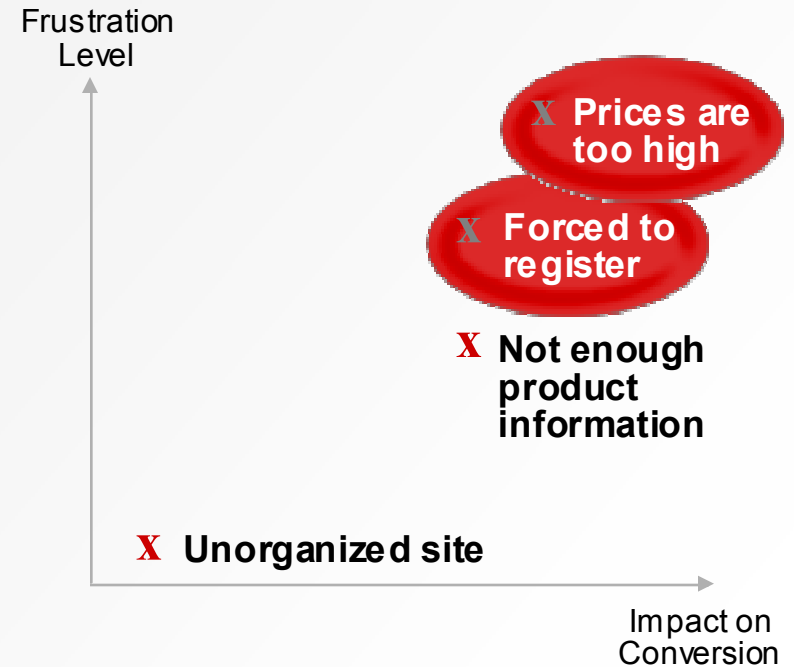 Frustration
Level
x Prices are
too high
x Forced to
register
x Not enough
product
information
x Unorganized site
Impact on
Conversion